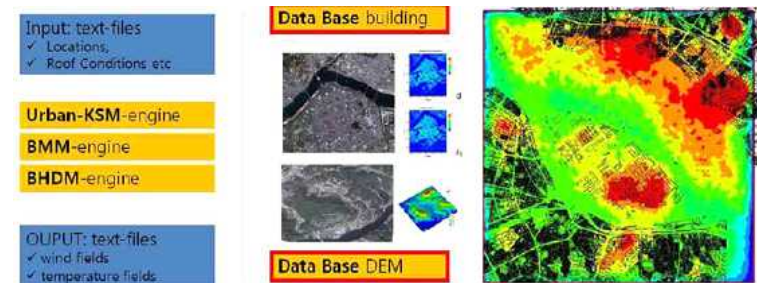 Input: text-files
✓ Locations,
✓ Roof Conditions etc
Urban-KSM-engine
BMM-engine
BHDM-engine
OUPUT: text-files
✓ wind fields
✓ temperature fields
Data Base building
Data Base DEM